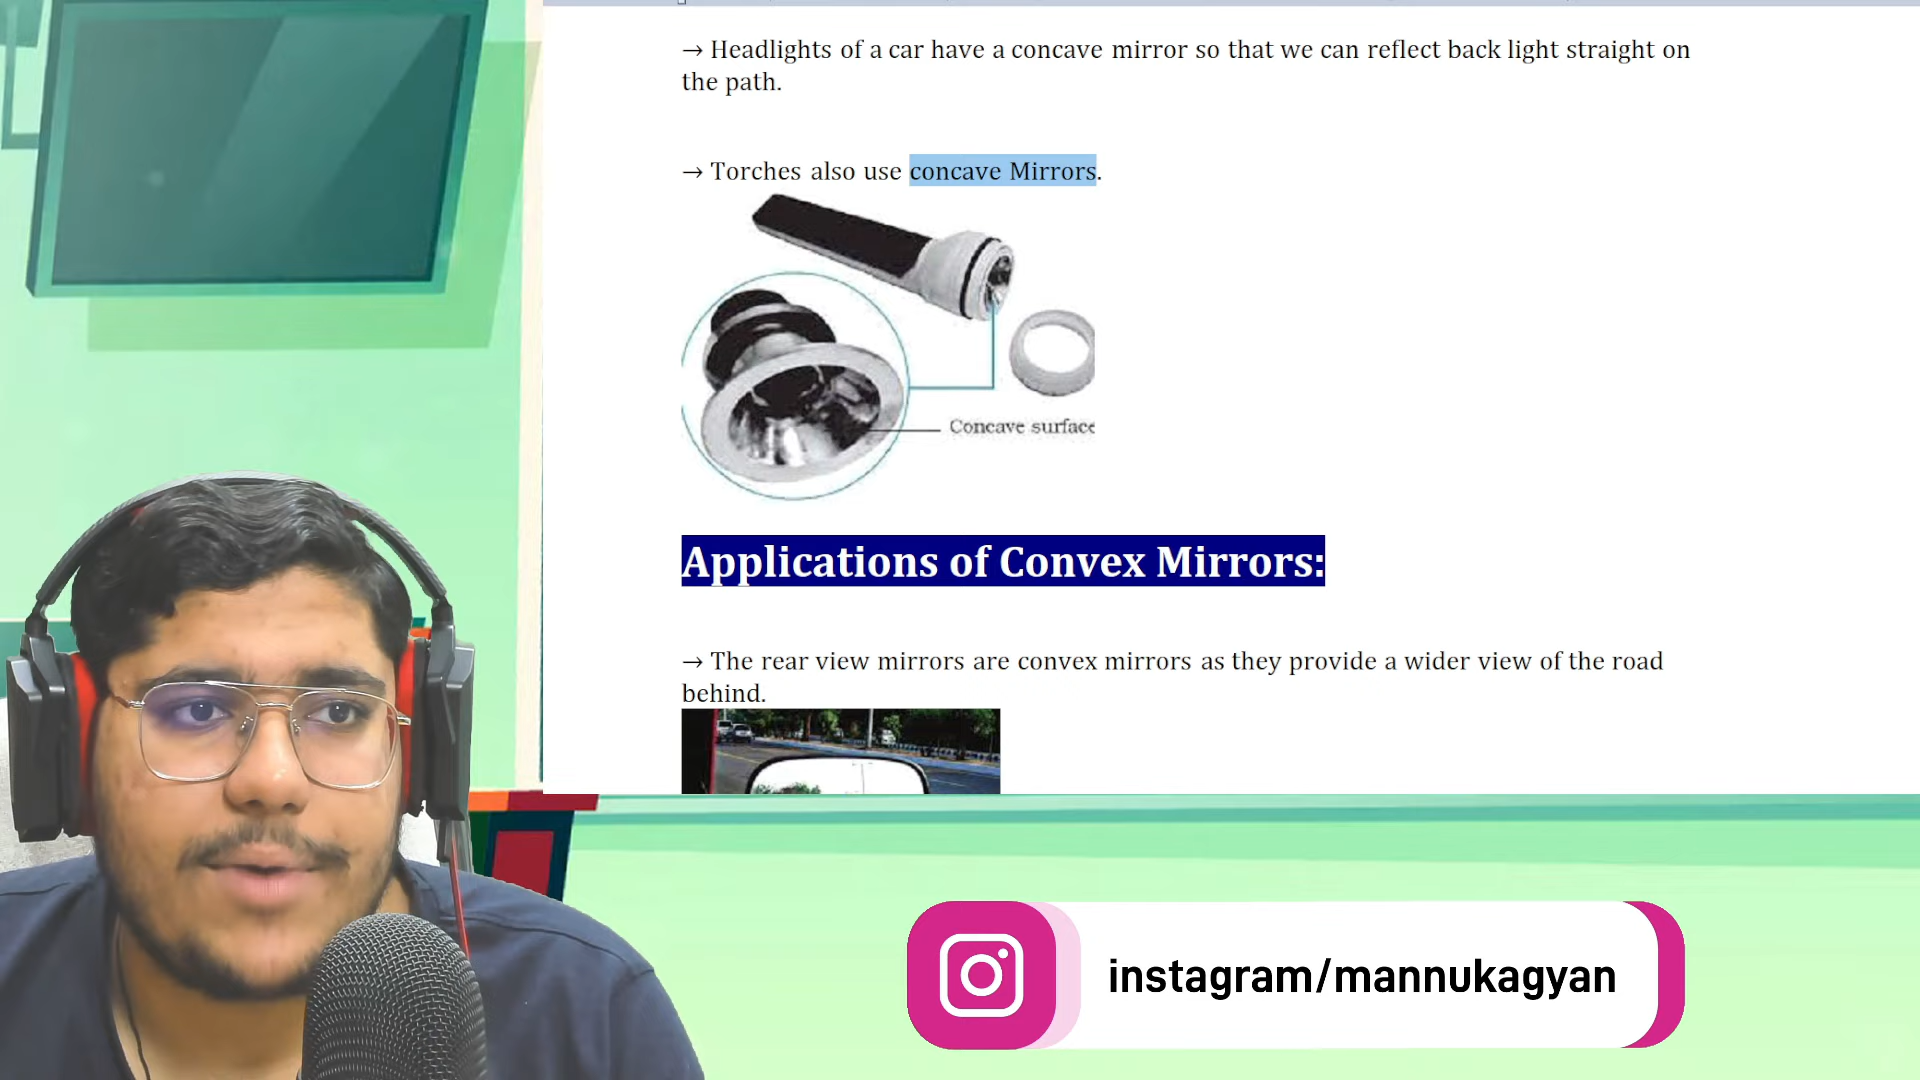 → Headlights of a car have a concave mirror so that we can reflect back light straight on
the path.
→ Torches also use concave Mirrors.
Concave surface
Applications of Convex Mirrors:
→ The rear view mirrors are convex mirrors as they provide a wider view of the road
behind.
instagram/mannukagyan